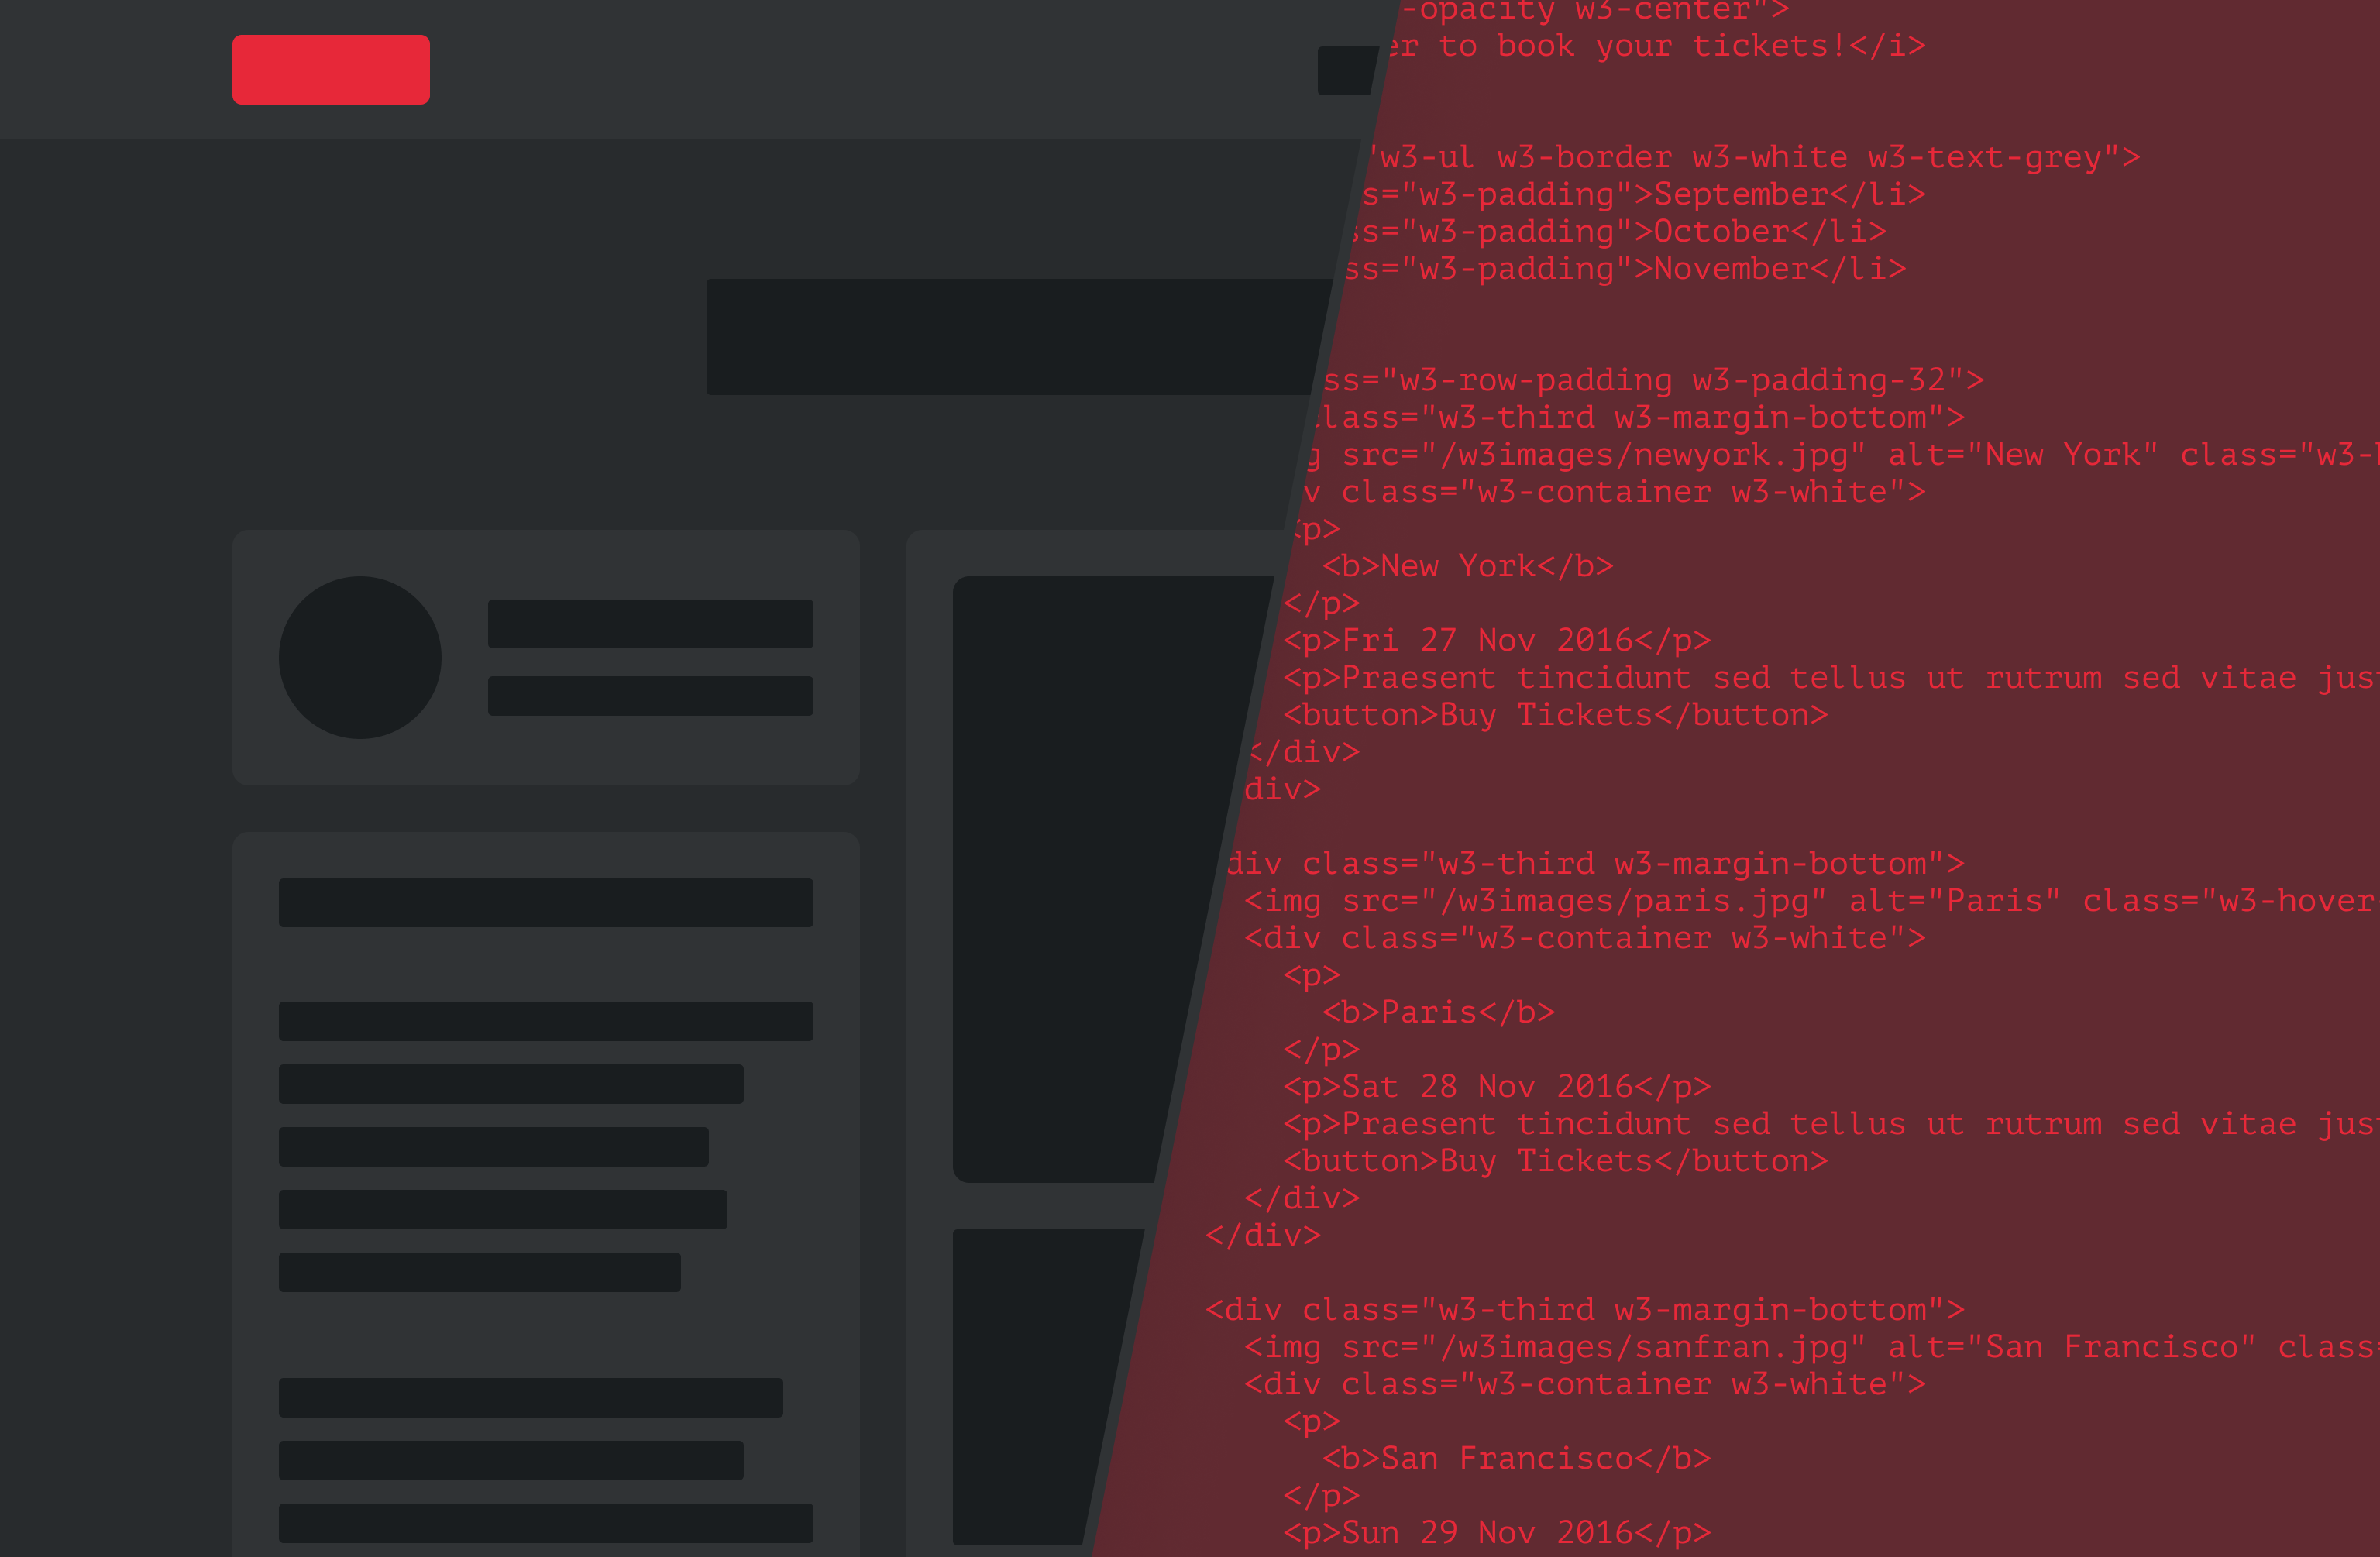 -opacity w3-center">
er to book your tickets!</i>
"w3-ul w3-border w3-white w3-text-grey">
s="w3-padding">September</li>
ss="w3-padding">October</li>
ss="w3-padding">November</li>
ss="w3-row-padding w3-padding-32">
class="w3-third w3-margin-bottom">
g src="/w3images/newyork.jpg" alt="New York" class="w3-
v class="w3-container w3-white">
<p>
<b>New York</b>
</p>
<p>Fri 27 Nov 2016</p>
<p>Praesent tincidunt sed tellus ut rutrum sed vitae jus
<button>Buy Tickets</button>
</div>
div>
div class="w3-third w3-margin-bottom">
<img src="/w3images/paris.jpg" alt="Paris" class="w3-hover
<div class="w3-container w3-white">
<p>
<b>Paris</b>
</p>
<p>Sat 28 Nov 2016</p>
<p>Praesent tincidunt sed tellus ut rutrum sed vitae jus
<button>Buy Tickets</button>
</div>
</div>
<div class="w3-third w3-margin-bottom">
<img src="/w3images/sanfran.jpg" alt="San Francisco" class=
<div class="w3-container w3-white">
<p>
<b>San Francisco</b>
</p>
<p>Sun 29 Nov 2016</p>